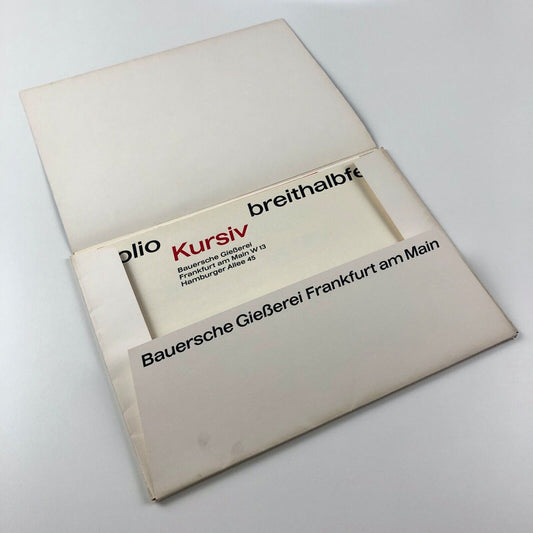 breithalbfe
olio
Kursiv
Bauersche Gießerei
Frankfurt am Main W 13
Hamburger Allee 45
Bauersche Gießerei Frankfurt am Main